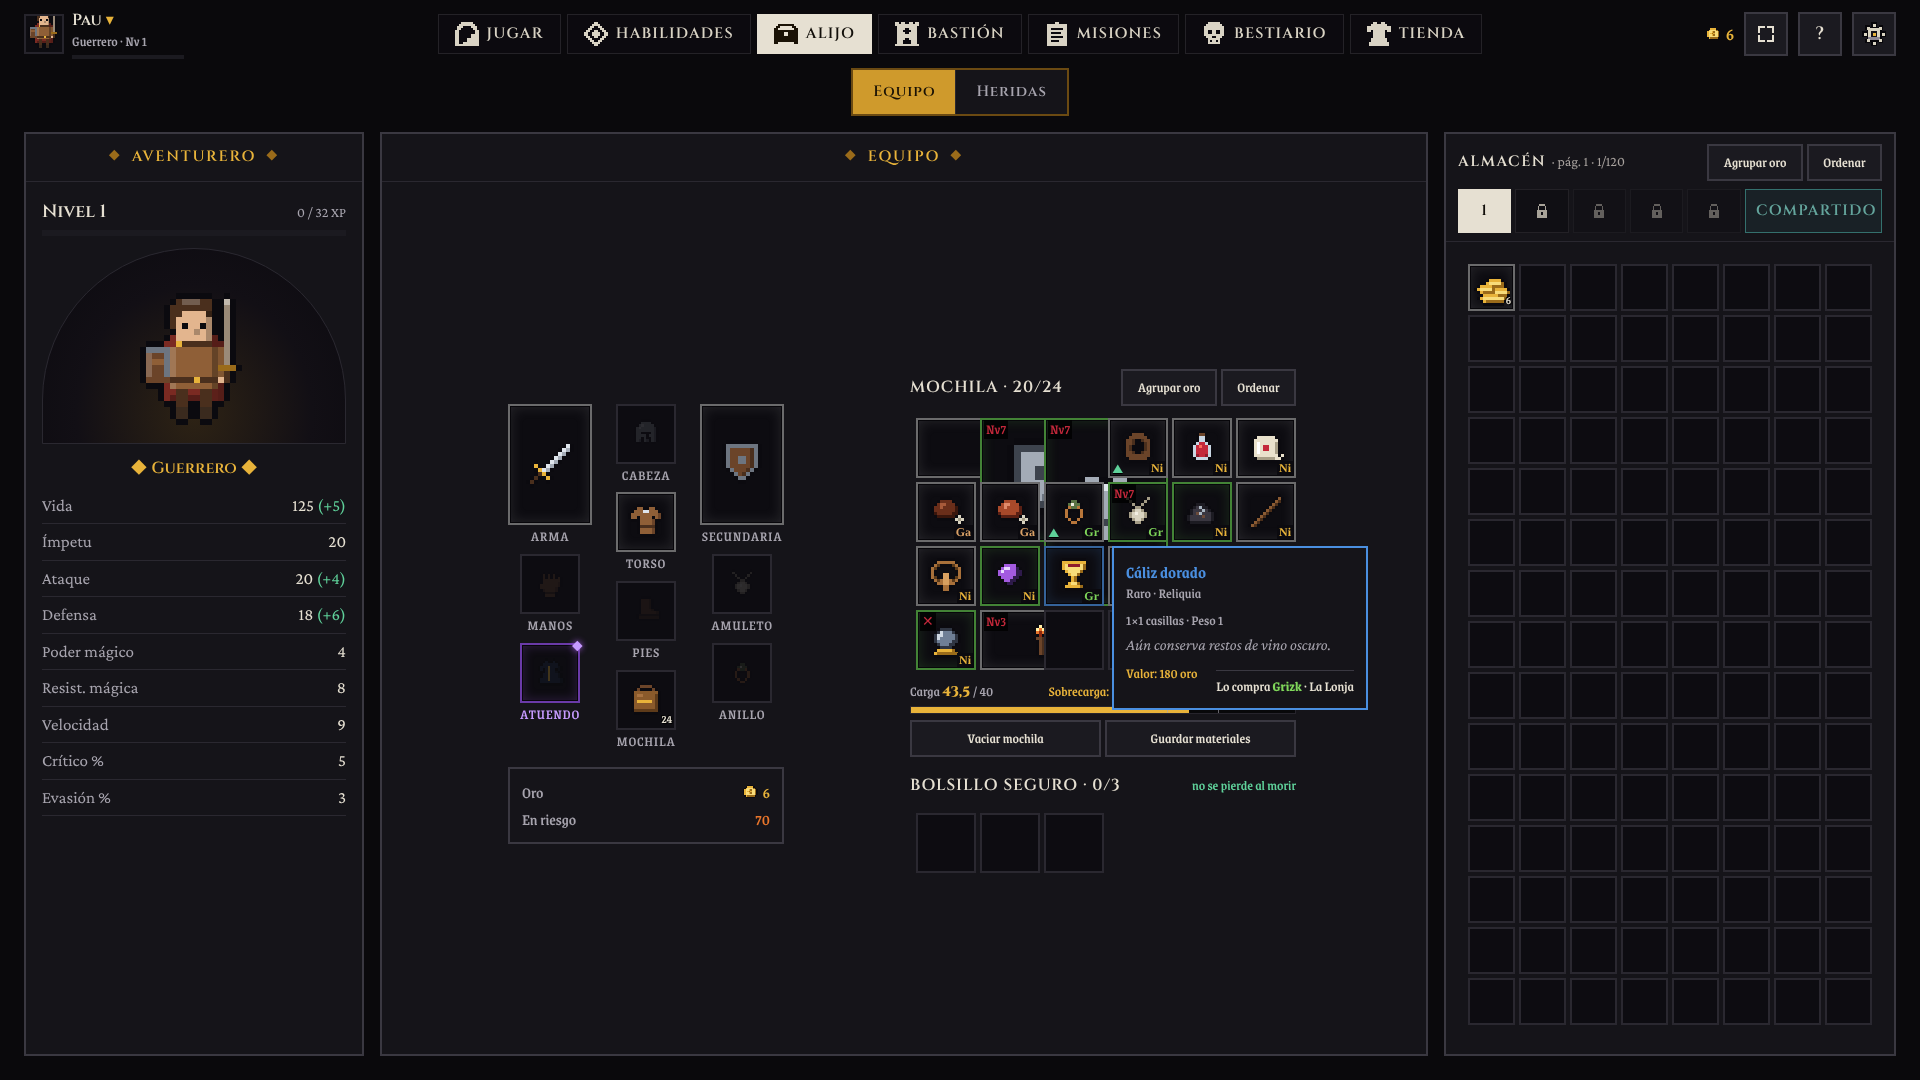 Pau ▾
Guerrero · Nv 1
JUGAR
HABILIDADES
ALIJO
BASTIÓN
MISIONES
BESTIARIO
TIENDA
6
?
Equipo
Heridas
AVENTURERO
NIVEL 1
0 / 32 XP
GUERRERO
Vida 125 (+5)
Ímpetu 20
Ataque 20 (+4)
Defensa 18 (+6)
Poder mágico 4
Resist. mágica 8
Velocidad 9
Crítico % 5
Evasión % 3
EQUIPO
ARMA
CABEZA
SECUNDARIA
TORSO
MANOS
PIES
AMULETO
ATUENDO
24
MOCHILA
ANILLO
Oro 6
En riesgo 70
MOCHILA · 20/24
Agrupar oro
Ordenar
Nv7
Nv7
Ni
Ni
Ni
Ga
Ga
Gr
Nv7
Gr
Ni
Ni
Ni
Ni
Gr
Ni
Nv3
Cáliz dorado
Raro · Reliquia
1×1 casillas · Peso 1
Aún conserva restos de vino oscuro.
Valor: 180 oro
Lo compra Grizk · La Lonja
Carga 43,5 / 40
Sobrecarga:
Vaciar mochila
Guardar materiales
BOLSILLO SEGURO · 0/3
no se pierde al morir
ALMACÉN · pág. 1 · 1/120
Agrupar oro
Ordenar
1
COMPARTIDO
6